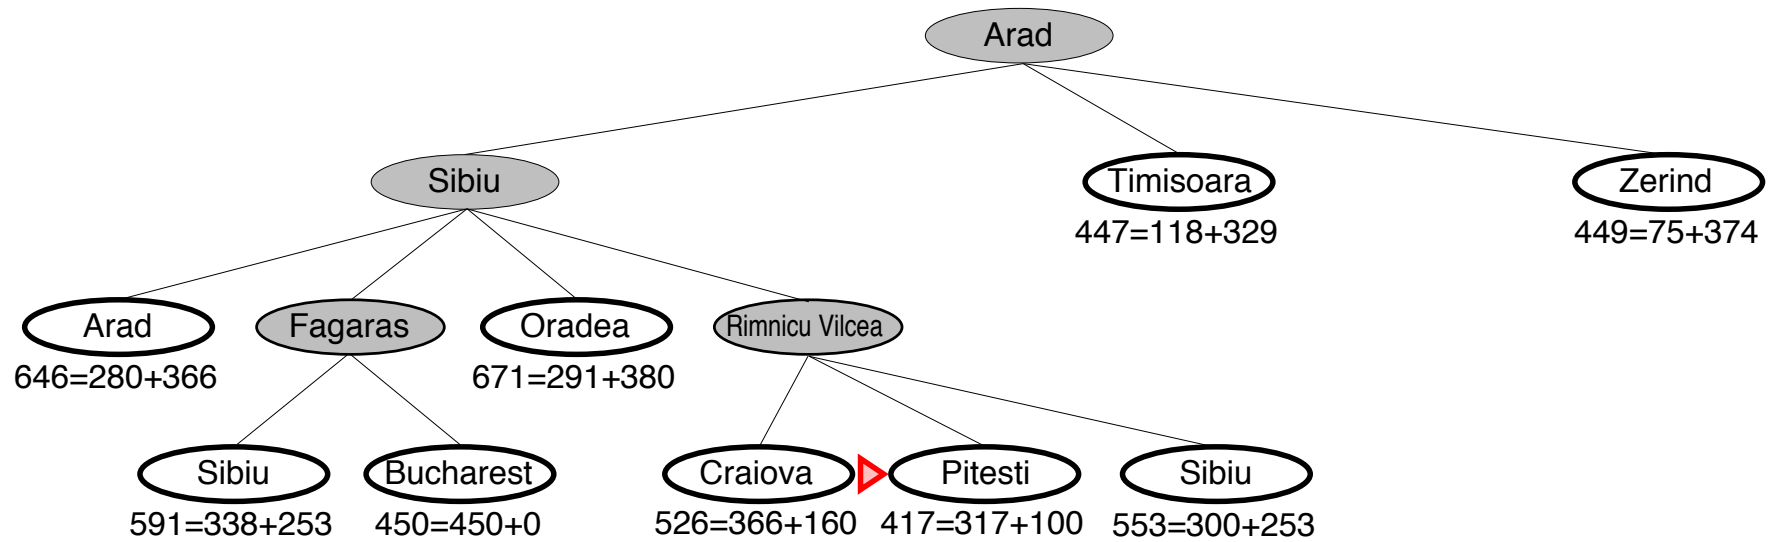 Arad
Sibiu
Timisoara
Zerind
447=118+329
449=75+374
Arad
Fagaras
Oradea
Rimnicu Vilcea
646=280+366
671=291+380
Sibiu
Bucharest
Craiova
Pitesti
Sibiu
591=338+253
450=450+0
526=366+160
417=317+100
553=300+253